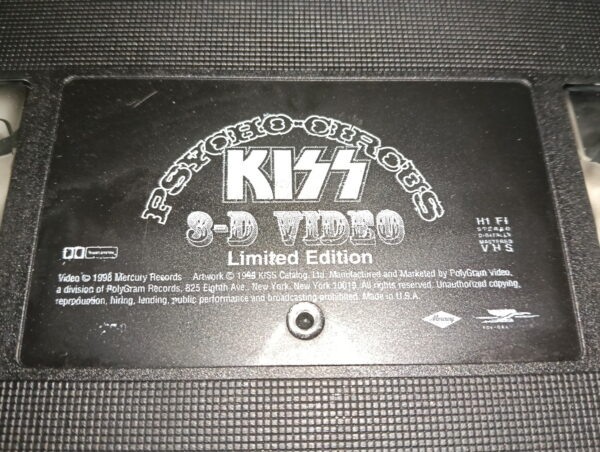 PSYCHO-CIRCUS
KISS
3-D VIDEO
Limited Edition
HI FI
STEREO
DIGITALLY
MASTERED
VHS
Video © 1998 Mercury Records Artwork © 1998 KISS Catalog, Ltd. Manufactured and Marketed by PolyGram Video,
a division of PolyGram Records, 825 Eighth Ave., New York, New York 10019. All rights reserved. Unauthorized copying,
reproduction, hiring, lending, public performance and broadcasting prohibited. Made in U.S.A.
Mercury